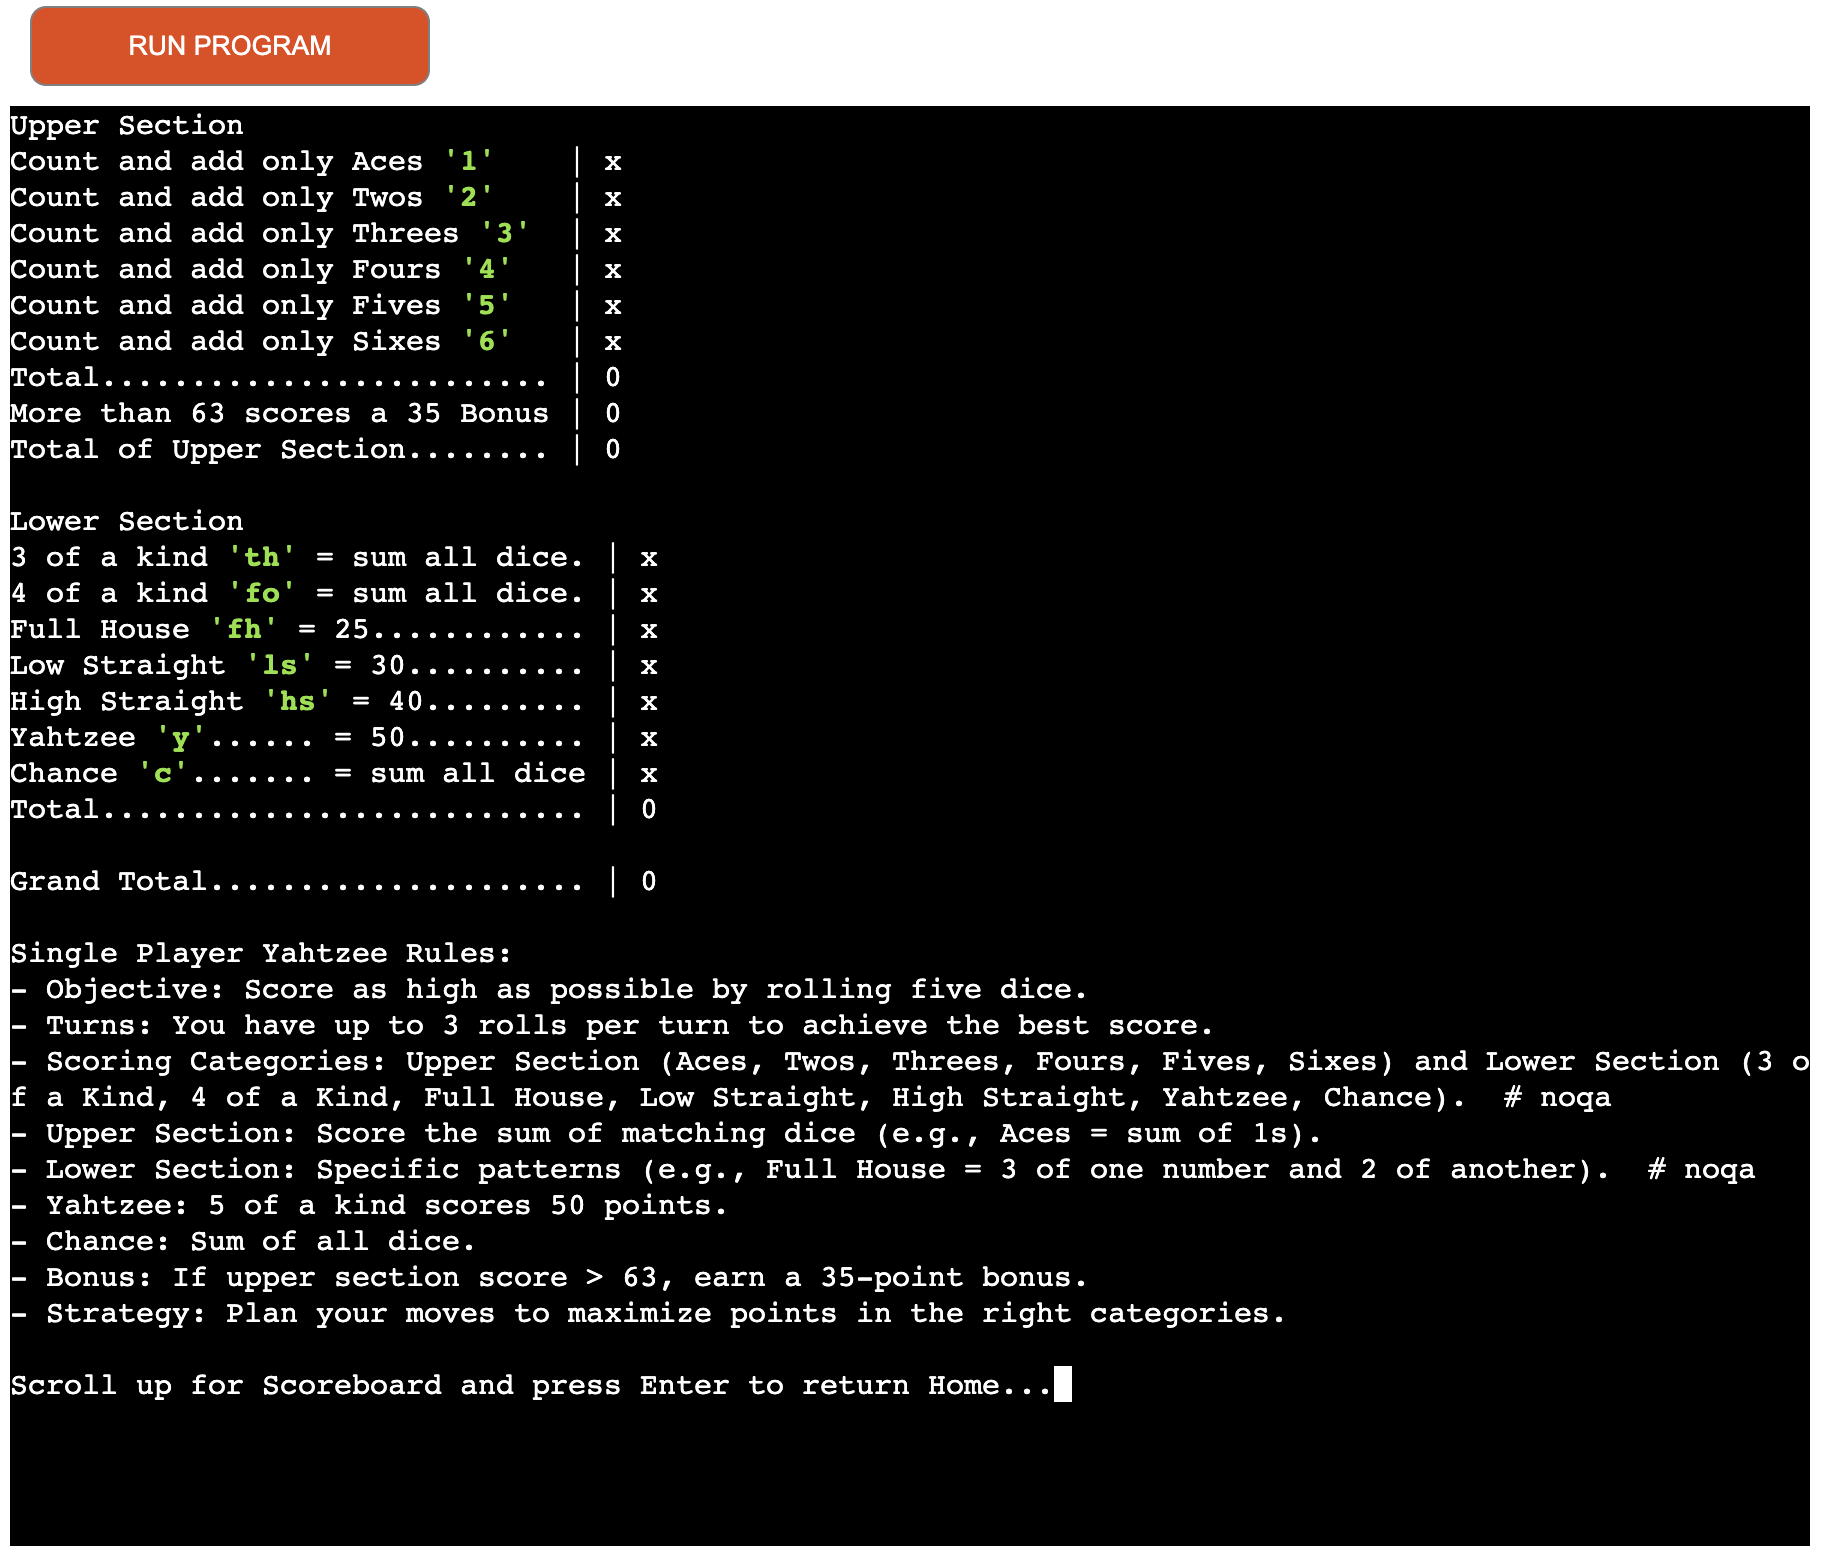 RUN PROGRAM
Upper Section
Count and add only Aces '1'    | x
Count and add only Twos '2'    | x
Count and add only Threes '3'  | x
Count and add only Fours '4'   | x
Count and add only Fives '5'   | x
Count and add only Sixes '6'   | x
Total......................... | 0
More than 63 scores a 35 Bonus | 0
Total of Upper Section........ | 0

Lower Section
3 of a kind 'th' = sum all dice. | x
4 of a kind 'fo' = sum all dice. | x
Full House 'fh' = 25............ | x
Low Straight 'ls' = 30.......... | x
High Straight 'hs' = 40......... | x
Yahtzee 'y'...... = 50.......... | x
Chance 'c'....... = sum all dice | x
Total........................... | 0

Grand Total..................... | 0

Single Player Yahtzee Rules:
- Objective: Score as high as possible by rolling five dice.
- Turns: You have up to 3 rolls per turn to achieve the best score.
- Scoring Categories: Upper Section (Aces, Twos, Threes, Fours, Fives, Sixes) and Lower Section (3 o
f a Kind, 4 of a Kind, Full House, Low Straight, High Straight, Yahtzee, Chance).  # noqa
- Upper Section: Score the sum of matching dice (e.g., Aces = sum of 1s).
- Lower Section: Specific patterns (e.g., Full House = 3 of one number and 2 of another).  # noqa
- Yahtzee: 5 of a kind scores 50 points.
- Chance: Sum of all dice.
- Bonus: If upper section score > 63, earn a 35-point bonus.
- Strategy: Plan your moves to maximize points in the right categories.

Scroll up for Scoreboard and press Enter to return Home...